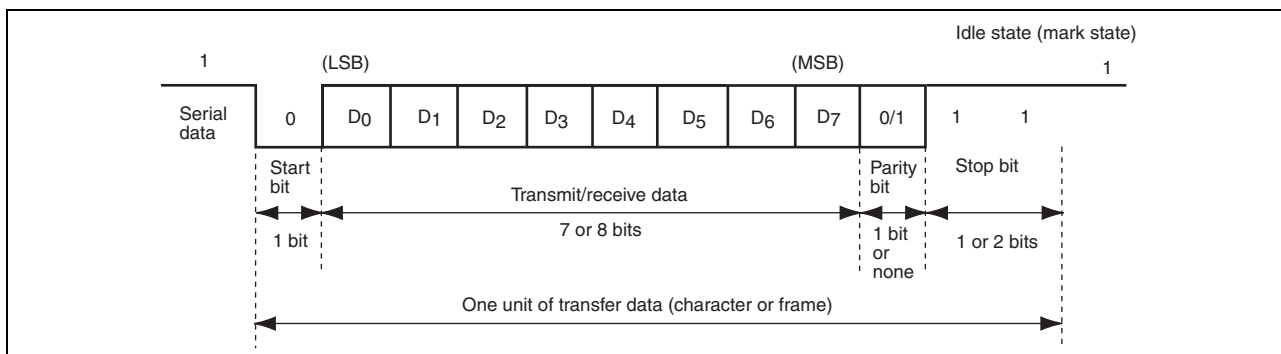 Idle state (mark state)
1
(LSB)
(MSB)
1
Serial
data
0
D0
D1
D2
D3
D4
D5
D6
D7
0/1
1
1
Start
bit
Transmit/receive data
Parity
bit
Stop bit
1 bit
7 or 8 bits
1 bit
or
none
1 or 2 bits
One unit of transfer data (character or frame)